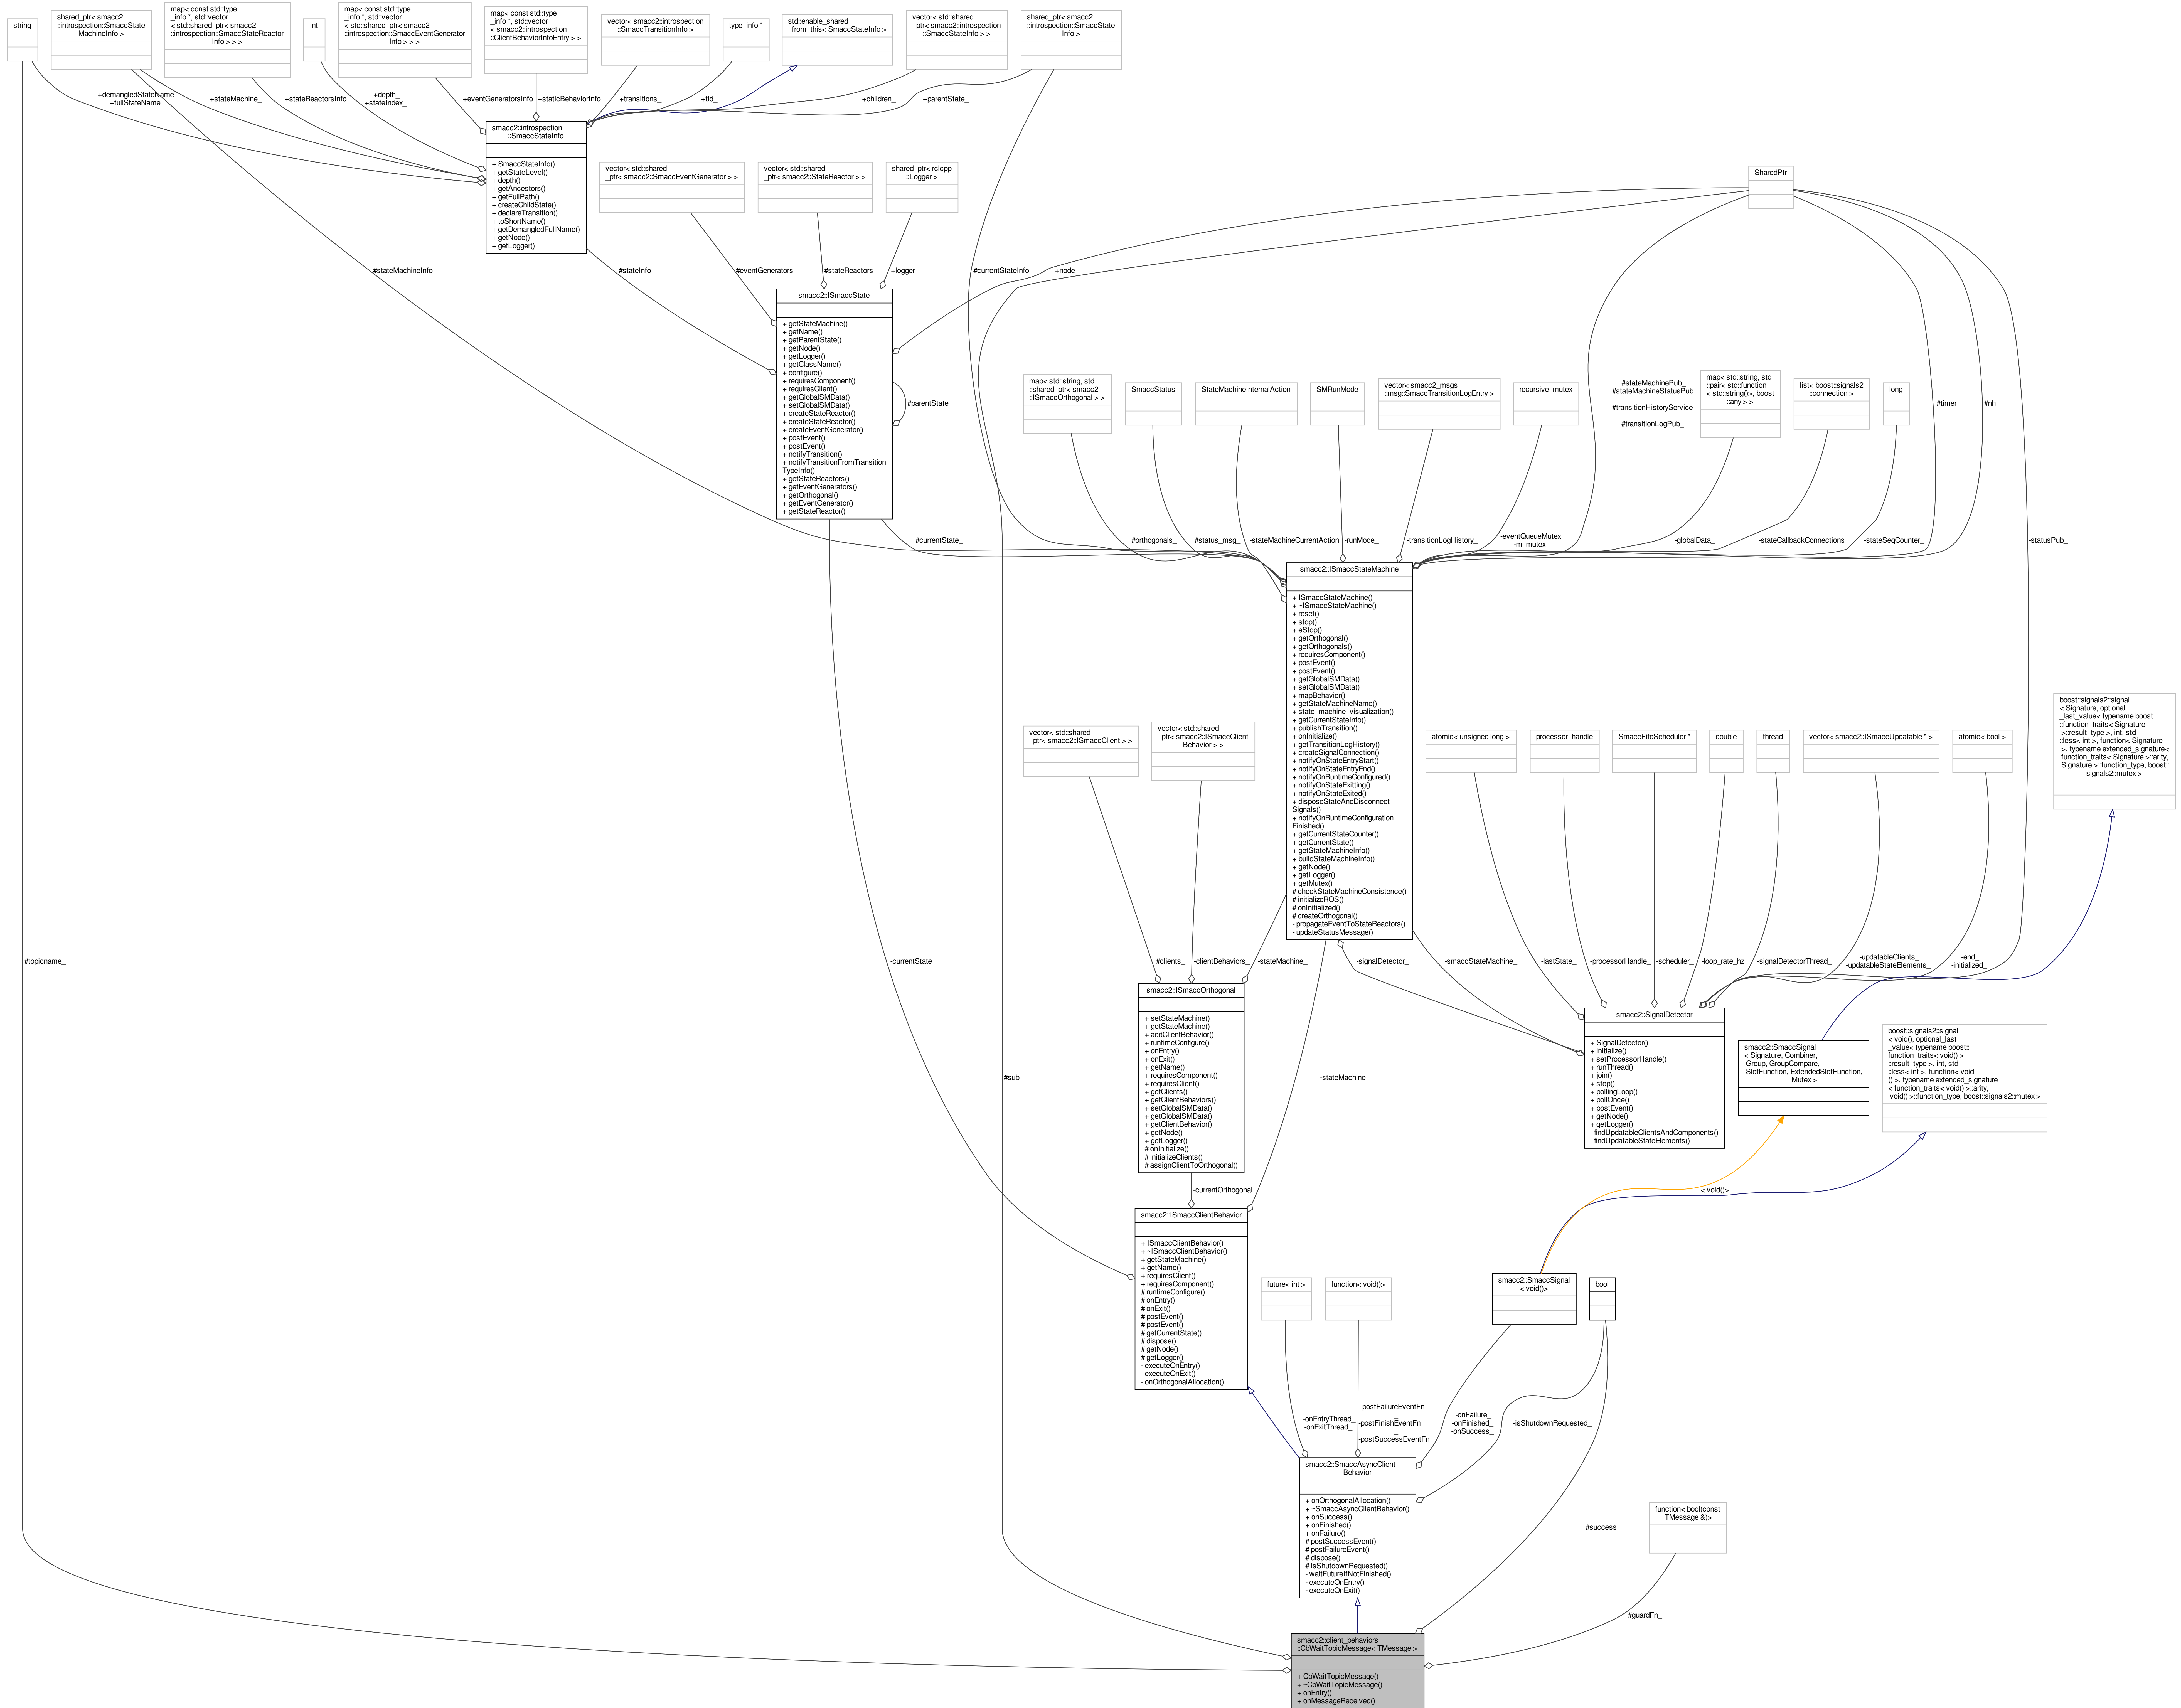 string
shared_ptr< smacc2
::introspection::SmaccState
MachineInfo >
map< const std::type
_info *, std::vector
< std::shared_ptr< smacc2
::introspection::SmaccStateReactor
Info > > >
int
map< const std::type
_info *, std::vector
< std::shared_ptr< smacc2
::introspection::SmaccEventGenerator
Info > > >
map< const std::type
_info *, std::vector
< smacc2::introspection
::ClientBehaviorInfoEntry > >
vector< smacc2::introspection
::SmaccTransitionInfo >
type_info *
std::enable_shared
_from_this< SmaccStateInfo >
vector< std::shared
_ptr< smacc2::introspection
::SmaccStateInfo > >
shared_ptr< smacc2
::introspection::SmaccState
Info >
+demangledStateName
+fullStateName
+stateMachine_
+stateReactorsInfo
+depth_
+stateIndex_
+eventGeneratorsInfo
+staticBehaviorInfo
+transitions_
+tid_
+children_
+parentState_
smacc2::introspection
::SmaccStateInfo
+ SmaccStateInfo()
+ getStateLevel()
+ depth()
+ getAncestors()
+ getFullPath()
+ createChildState()
+ declareTransition()
+ toShortName()
+ getDemangledFullName()
+ getNode()
+ getLogger()
vector< std::shared
_ptr< smacc2::SmaccEventGenerator > >
vector< std::shared
_ptr< smacc2::StateReactor > >
shared_ptr< rclcpp
::Logger >
SharedPtr
#stateMachineInfo_
#stateInfo_
#eventGenerators_
#stateReactors_
+logger_
#currentStateInfo_
+node_
smacc2::ISmaccState
+ getStateMachine()
+ getName()
+ getParentState()
+ getNode()
+ getLogger()
+ getClassName()
+ configure()
+ requiresComponent()
+ requiresClient()
+ getGlobalSMData()
+ setGlobalSMData()
+ createStateReactor()
+ createStateReactor()
+ createEventGenerator()
+ postEvent()
+ postEvent()
+ notifyTransition()
+ notifyTransitionFromTransition
TypeInfo()
+ getStateReactors()
+ getEventGenerators()
+ getOrthogonal()
+ getEventGenerator()
+ getStateReactor()
#parentState_
map< std::string, std
::shared_ptr< smacc2
::ISmaccOrthogonal > >
SmaccStatus
StateMachineInternalAction
SMRunMode
vector< smacc2_msgs
::msg::SmaccTransitionLogEntry >
recursive_mutex
#stateMachinePub_
#stateMachineStatusPub
_
#transitionHistoryService
_
#transitionLogPub_
map< std::string, std
::pair< std::function
< std::string()>, boost
::any > >
list< boost::signals2
::connection >
long
#timer_
#nh_
#currentState_
#orthogonals_
#status_msg_
-stateMachineCurrentAction
-runMode_
-transitionLogHistory_
-eventQueueMutex_
-m_mutex_
-globalData_
-stateCallbackConnections
-stateSeqCounter_
-statusPub_
smacc2::ISmaccStateMachine
+ ISmaccStateMachine()
+ ~ISmaccStateMachine()
+ reset()
+ stop()
+ eStop()
+ getOrthogonal()
+ getOrthogonals()
+ requiresComponent()
+ postEvent()
+ postEvent()
+ getGlobalSMData()
+ setGlobalSMData()
+ mapBehavior()
+ getStateMachineName()
+ state_machine_visualization()
+ getCurrentStateInfo()
+ publishTransition()
+ onInitialize()
+ getTransitionLogHistory()
+ createSignalConnection()
+ notifyOnStateEntryStart()
+ notifyOnStateEntryEnd()
+ notifyOnRuntimeConfigured()
+ notifyOnStateExitting()
+ notifyOnStateExited()
+ disposeStateAndDisconnect
Signals()
+ notifyOnRuntimeConfiguration
Finished()
+ getCurrentStateCounter()
+ getCurrentState()
+ getStateMachineInfo()
+ buildStateMachineInfo()
+ getNode()
+ getLogger()
+ getMutex()
# checkStateMachineConsistence()
# initializeROS()
# onInitialized()
# createOrthogonal()
- propagateEventToStateReactors()
- updateStatusMessage()
vector< std::shared
_ptr< smacc2::ISmaccClient > >
vector< std::shared
_ptr< smacc2::ISmaccClient
Behavior > >
atomic< unsigned long >
processor_handle
SmaccFifoScheduler *
double
thread
vector< smacc2::ISmaccUpdatable * >
atomic< bool >
boost::signals2::signal
< Signature, optional
_last_value< typename boost
::function_traits< Signature
>::result_type >, int, std
::less< int >, function< Signature
>, typename extended_signature<
function_traits< Signature >::arity,
Signature >::function_type, boost::
signals2::mutex >
#topicname_
-currentState
#clients_
-clientBehaviors_
-stateMachine_
-signalDetector_
-smaccStateMachine_
-lastState_
-processorHandle_
-scheduler_
-loop_rate_hz
-signalDetectorThread_
-updatableClients_
-updatableStateElements_
-end_
-initialized_
smacc2::ISmaccOrthogonal
+ setStateMachine()
+ getStateMachine()
+ addClientBehavior()
+ runtimeConfigure()
+ onEntry()
+ onExit()
+ getName()
+ requiresComponent()
+ requiresClient()
+ getClients()
+ getClientBehaviors()
+ setGlobalSMData()
+ getGlobalSMData()
+ getClientBehavior()
+ getNode()
+ getLogger()
# onInitialize()
# initializeClients()
# assignClientToOrthogonal()
smacc2::SignalDetector
+ SignalDetector()
+ initialize()
+ setProcessorHandle()
+ runThread()
+ join()
+ stop()
+ pollingLoop()
+ pollOnce()
+ postEvent()
+ getNode()
+ getLogger()
- findUpdatableClientsAndComponents()
- findUpdatableStateElements()
smacc2::SmaccSignal
< Signature, Combiner,
Group, GroupCompare,
SlotFunction, ExtendedSlotFunction,
Mutex >
boost::signals2::signal
< void(), optional_last
_value< typename boost::
function_traits< void() >
::result_type >, int, std
::less< int >, function< void
() >, typename extended_signature
< function_traits< void() >::arity,
void() >::function_type, boost::signals2::mutex >
#sub_
-stateMachine_
-currentOrthogonal
< void()>
smacc2::ISmaccClientBehavior
+ ISmaccClientBehavior()
+ ~ISmaccClientBehavior()
+ getStateMachine()
+ getName()
+ requiresClient()
+ requiresComponent()
# runtimeConfigure()
# onEntry()
# onExit()
# postEvent()
# postEvent()
# getCurrentState()
# dispose()
# getNode()
# getLogger()
- executeOnEntry()
- executeOnExit()
- onOrthogonalAllocation()
future< int >
function< void()>
smacc2::SmaccSignal
< void()>
bool
-onEntryThread_
-onExitThread_
-postFailureEventFn
_
-postFinishEventFn
_
-postSuccessEventFn_
-onFailure_
-onFinished_
-onSuccess_
-isShutdownRequested_
smacc2::SmaccAsyncClient
Behavior
+ onOrthogonalAllocation()
+ ~SmaccAsyncClientBehavior()
+ onSuccess()
+ onFinished()
+ onFailure()
# postSuccessEvent()
# postFailureEvent()
# dispose()
# isShutdownRequested()
- waitFutureIfNotFinished()
- executeOnEntry()
- executeOnExit()
function< bool(const
TMessage &)>
#success
#guardFn_
smacc2::client_behaviors
::CbWaitTopicMessage< TMessage >
+ CbWaitTopicMessage()
+ ~CbWaitTopicMessage()
+ onEntry()
+ onMessageReceived()